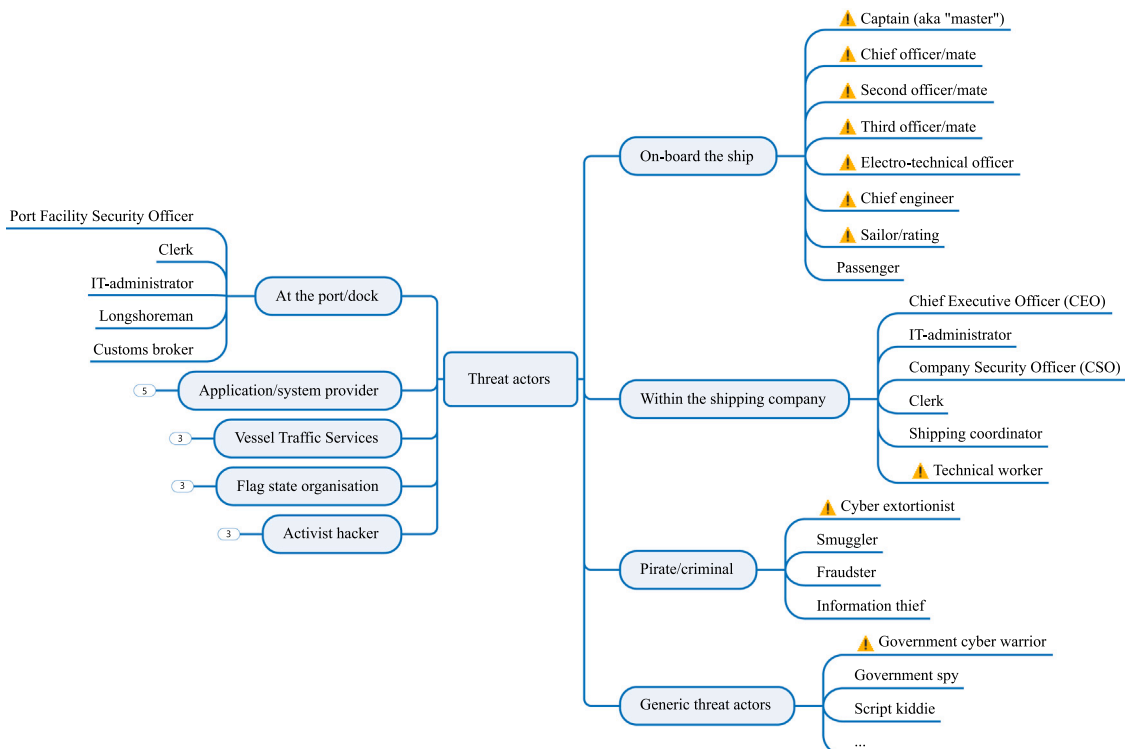 Threat actors
On-board the ship
Captain (aka "master")
Chief officer/mate
Second officer/mate
Third officer/mate
Electro-technical officer
Chief engineer
Sailor/rating
Passenger
Within the shipping company
Chief Executive Officer (CEO)
IT-administrator
Company Security Officer (CSO)
Clerk
Shipping coordinator
Technical worker
Pirate/criminal
Cyber extortionist
Smuggler
Fraudster
Information thief
Generic threat actors
Government cyber warrior
Government spy
Script kiddie
...
At the port/dock
Port Facility Security Officer
Clerk
IT-administrator
Longshoreman
Customs broker
Application/system provider
5
Vessel Traffic Services
3
Flag state organisation
3
Activist hacker
3